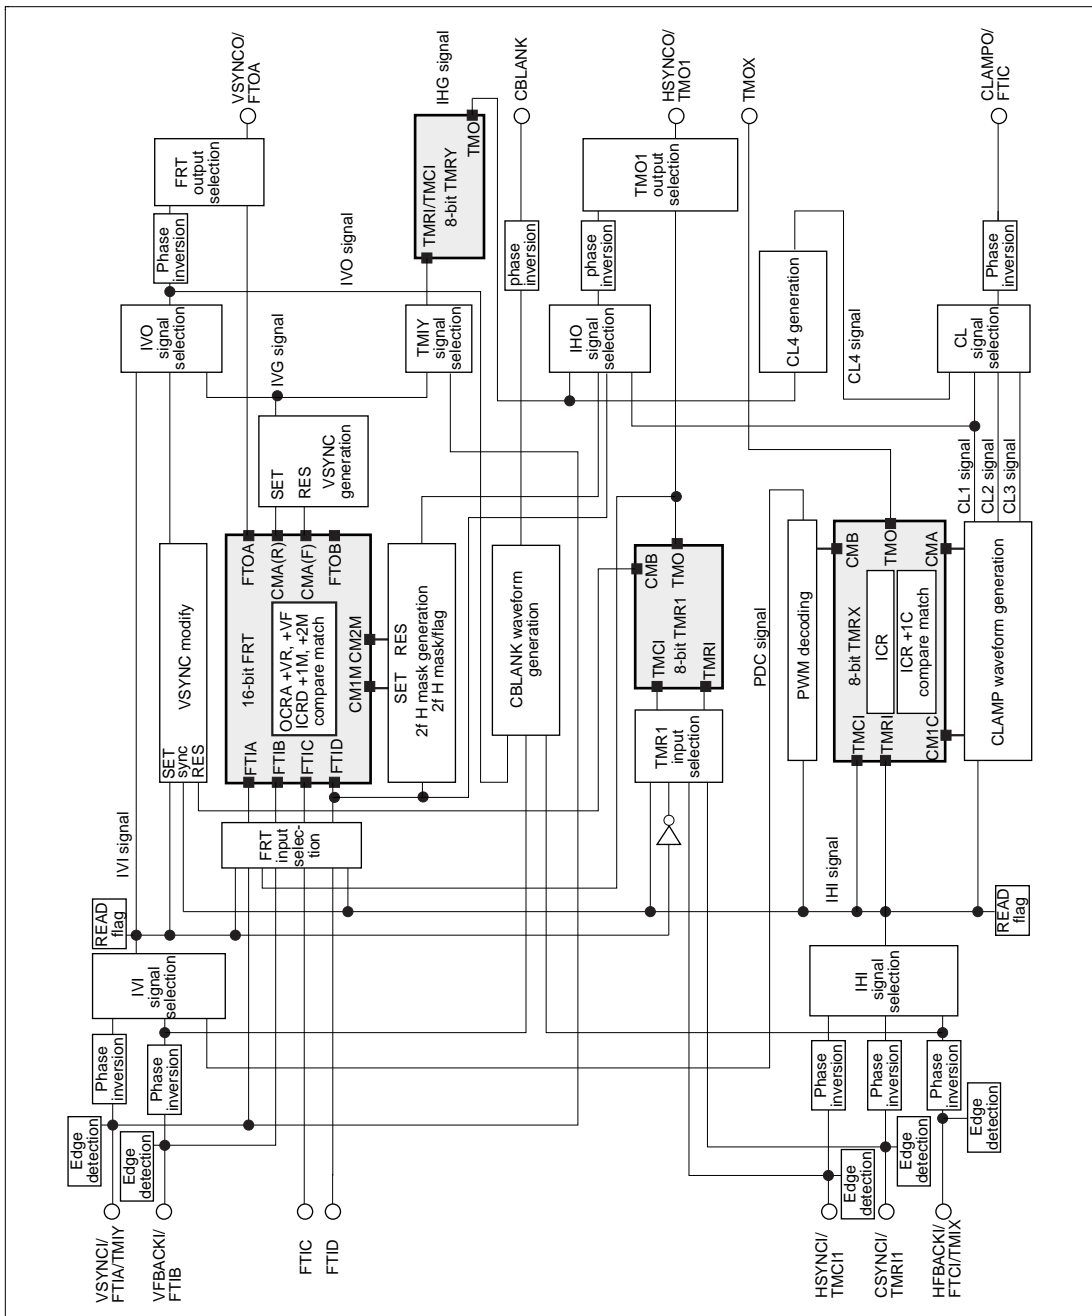 VSYNCO/
FTOA
IHG signal
CBLANK
HSYNCO/
TMO1
TMOX
CLAMPO/
FTIC
FRT
output
selection
TMO
TMRI/TMCI
8-bit TMRY
TMO1
output
selection
Phase
inversion
IVO signal
phase
inversion
phase
inversion
CL4 generation
Phase
inversion
IVO
signal
selection
IVG signal
TMIY
signal
selection
IHO
signal
selection
CL4 signal
CL
signal
selection
SET
RES
VSYNC
generation
CL1 signal
CL2 signal
CL3 signal
VSYNC modify
SET
sync
RES
FTOA
CMA(R)
CMA(F)
FTOB
16-bit FRT
OCRA +VR, +VF
ICRD +1M, +2M
compare match
CM1M CM2M
FTIA
FTIB
FTIC
FTID
SET RES
2f H mask generation
2f H mask/flag
CBLANK waveform
generation
CMB
TMO
8-bit TMR1
TMCI
TMRI
PDC signal
PWM decoding
CMB
TMO
CMA
8-bit TMRX
ICR
ICR +1C
compare match
TMCI
TMRI
CM1C
CLAMP waveform generation
IVI signal
FRT
input
selec-
tion
TMR1
input
selection
IHI signal
READ
flag
READ
flag
IVI
signal
selection
IHI
signal
selection
Phase
inversion
Phase
inversion
Phase
inversion
Phase
inversion
Phase
inversion
Edge
detection
Edge
detection
Edge
detection
Edge
detection
Edge
detection
VSYNCI/
FTIA/TMIY
VFBACKI/
FTIB
FTIC
FTID
HSYNCI/
TMCI1
CSYNCI/
TMRI1
HFBACKI/
FTCI/TMIX